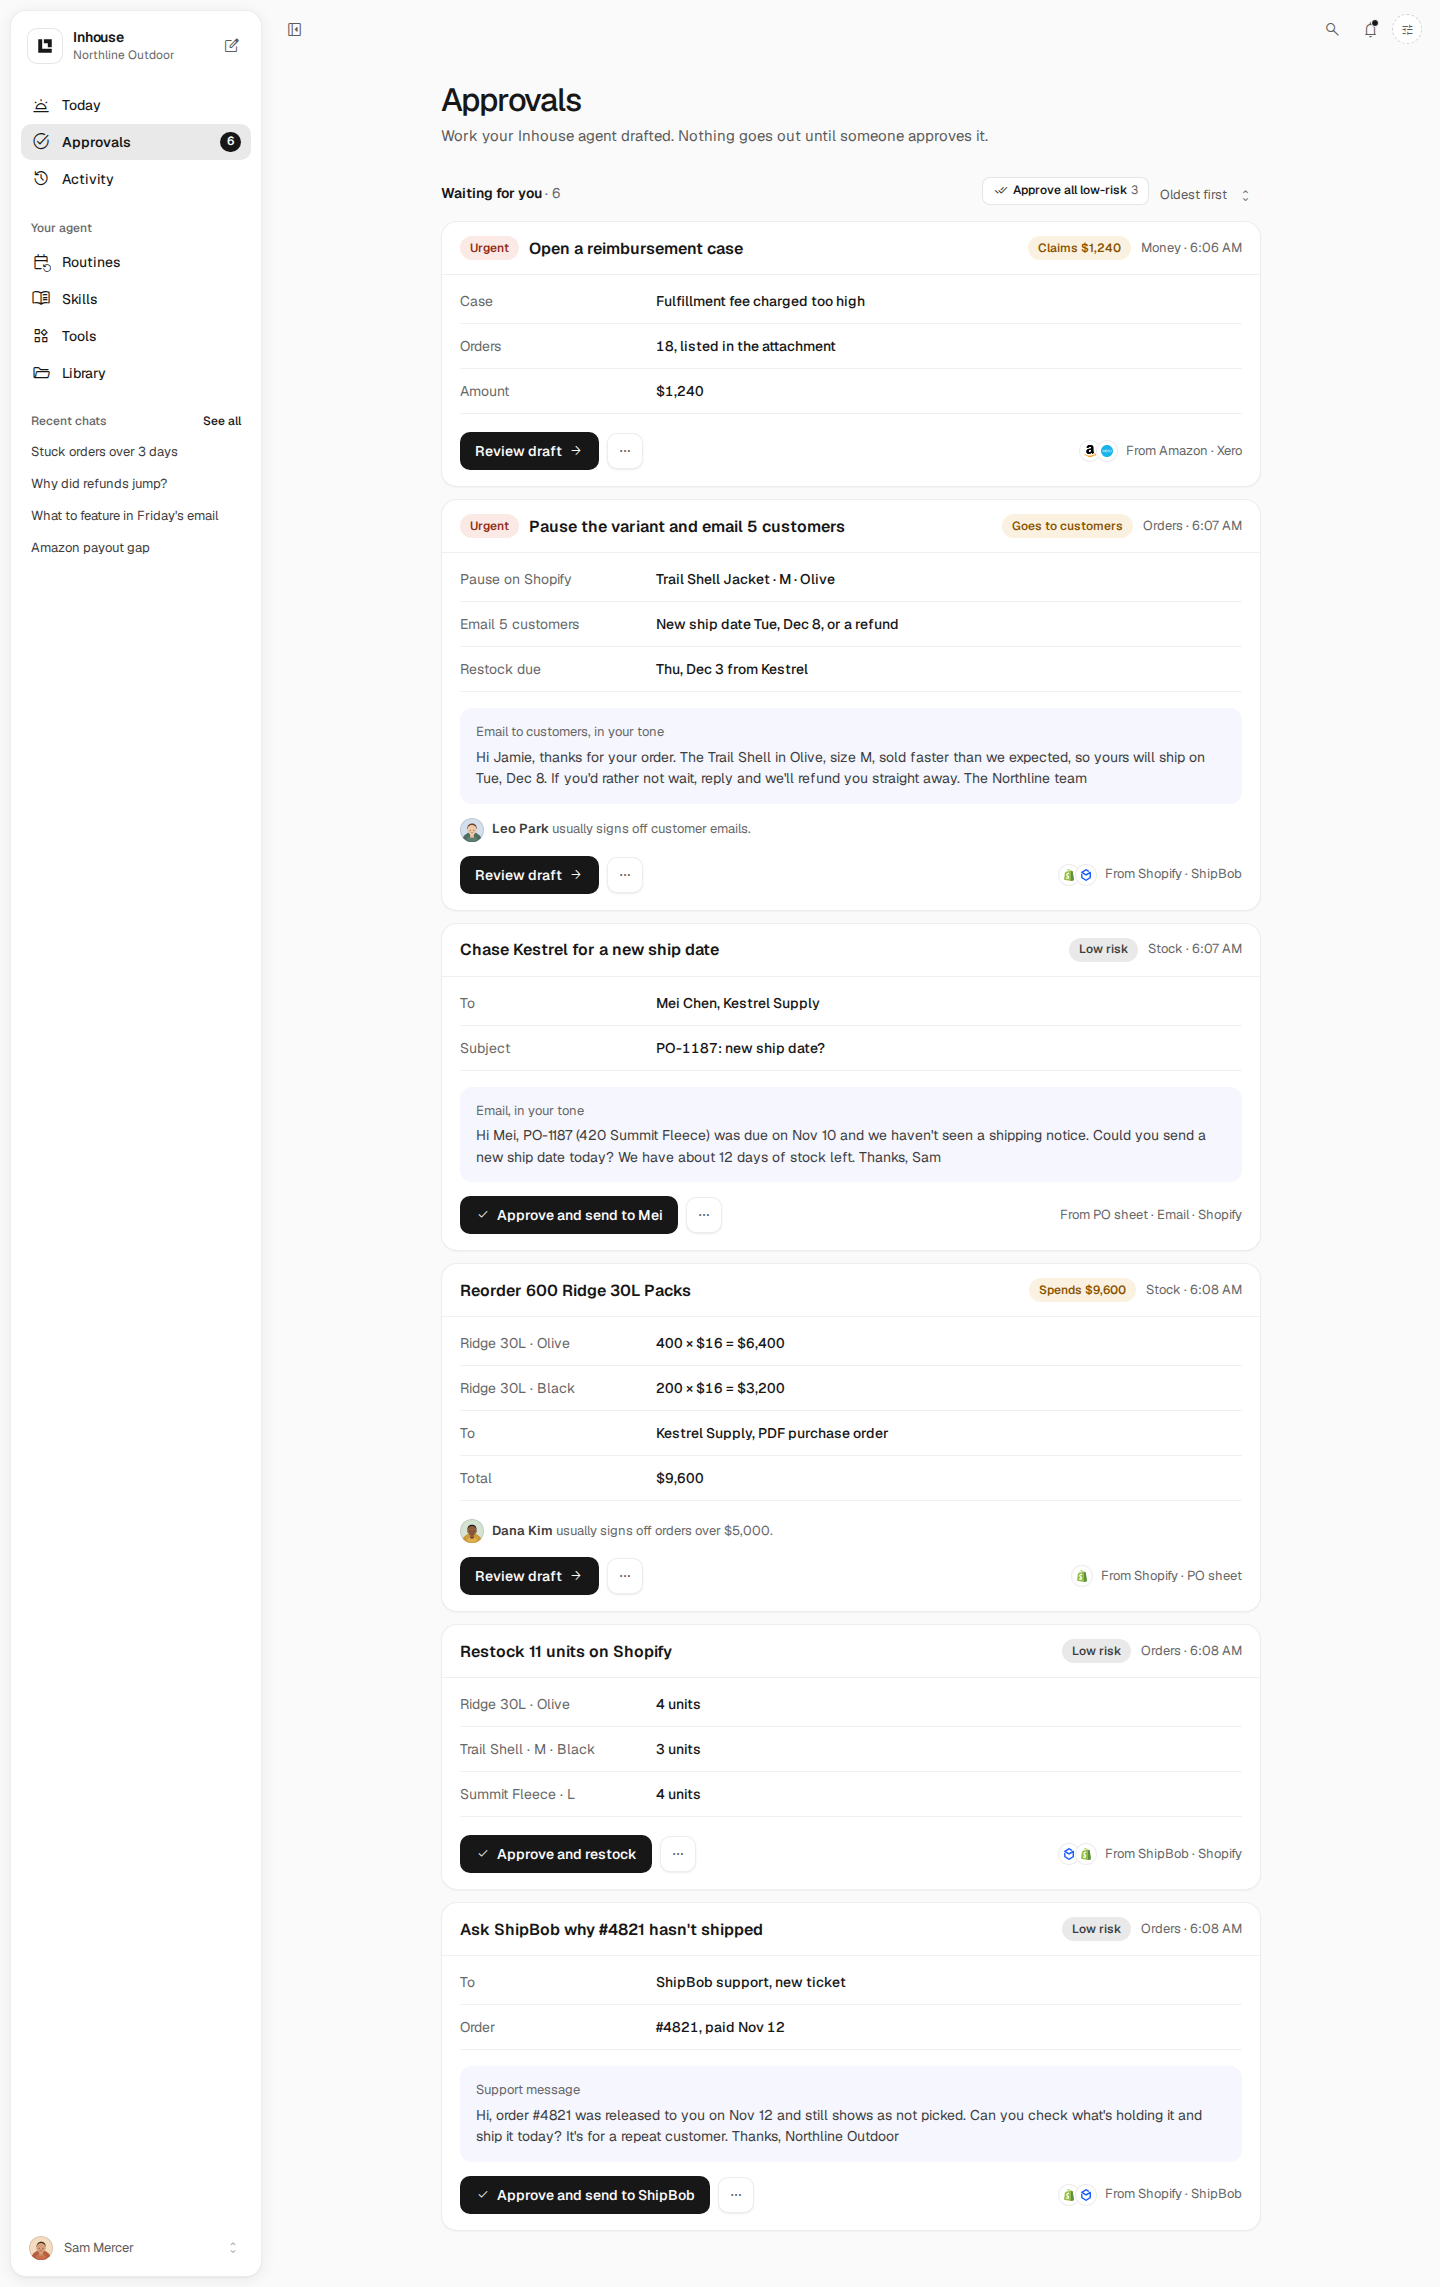 Inhouse
Northline Outdoor
Today
Approvals 6
Activity
Your agent
Routines
Skills
Tools
Library
Recent chats See all
Stuck orders over 3 days
Why did refunds jump?
What to feature in Friday's email
Amazon payout gap
Sam Mercer
Approvals
Work your Inhouse agent drafted. Nothing goes out until someone approves it.
Waiting for you · 6 Approve all low-risk 3 Oldest first
Urgent Open a reimbursement case Claims $1,240 Money · 6:06 AM
Case Fulfillment fee charged too high
Orders 18, listed in the attachment
Amount $1,240
Review draft From Amazon · Xero
Urgent Pause the variant and email 5 customers Goes to customers Orders · 6:07 AM
Pause on Shopify Trail Shell Jacket · M · Olive
Email 5 customers New ship date Tue, Dec 8, or a refund
Restock due Thu, Dec 3 from Kestrel
Email to customers, in your tone
Hi Jamie, thanks for your order. The Trail Shell in Olive, size M, sold faster than we expected, so yours will ship on
Tue, Dec 8. If you'd rather not wait, reply and we'll refund you straight away. The Northline team
Leo Park usually signs off customer emails.
Review draft From Shopify · ShipBob
Chase Kestrel for a new ship date Low risk Stock · 6:07 AM
To Mei Chen, Kestrel Supply
Subject PO-1187: new ship date?
Email, in your tone
Hi Mei, PO-1187 (420 Summit Fleece) was due on Nov 10 and we haven't seen a shipping notice. Could you send a
new ship date today? We have about 12 days of stock left. Thanks, Sam
Approve and send to Mei From PO sheet · Email · Shopify
Reorder 600 Ridge 30L Packs Spends $9,600 Stock · 6:08 AM
Ridge 30L · Olive 400 × $16 = $6,400
Ridge 30L · Black 200 × $16 = $3,200
To Kestrel Supply, PDF purchase order
Total $9,600
Dana Kim usually signs off orders over $5,000.
Review draft From Shopify · PO sheet
Restock 11 units on Shopify Low risk Orders · 6:08 AM
Ridge 30L · Olive 4 units
Trail Shell · M · Black 3 units
Summit Fleece · L 4 units
Approve and restock From ShipBob · Shopify
Ask ShipBob why #4821 hasn't shipped Low risk Orders · 6:08 AM
To ShipBob support, new ticket
Order #4821, paid Nov 12
Support message
Hi, order #4821 was released to you on Nov 12 and still shows as not picked. Can you check what's holding it and
ship it today? It's for a repeat customer. Thanks, Northline Outdoor
Approve and send to ShipBob From Shopify · ShipBob